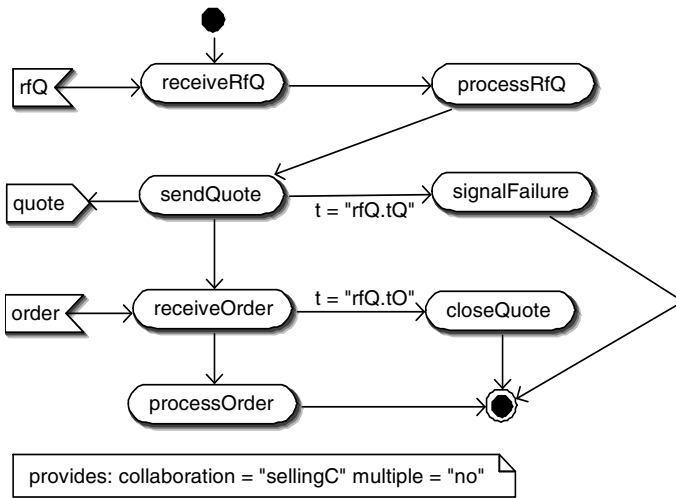 rfQ
receiveRfQ
processRfQ
quote
sendQuote
t = "rfQ.tQ"
signalFailure
order
receiveOrder
t = "rfQ.tO"
closeQuote
processOrder
provides: collaboration = "sellingC" multiple = "no"